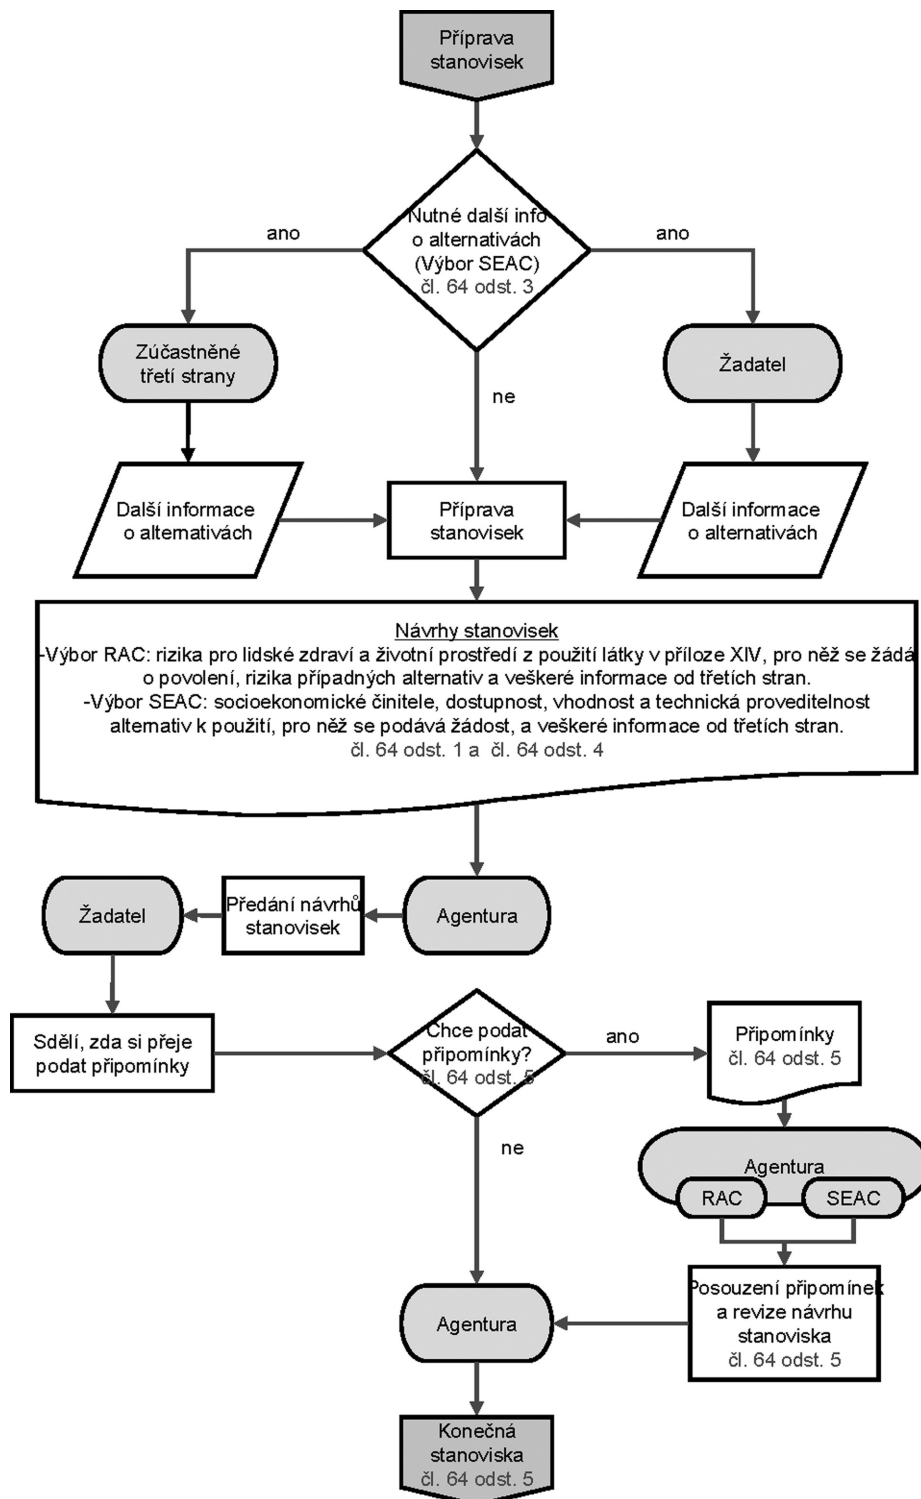 Příprava
stanovisek
Nutné další info
o alternativách
(Výbor SEAC)
čl. 64 odst. 3
ano
ano
Zúčastněné
třetí strany
Žadatel
ne
Další informace
o alternativách
Příprava
stanovisek
Další informace
o alternativách
Návrhy stanovisek
-Výbor RAC: rizika pro lidské zdraví a životní prostředí z použití látky v příloze XIV, pro něž se žádá
o povolení, rizika případných alternativ a veškeré informace od třetích stran.
-Výbor SEAC: socioekonomické činitele, dostupnost, vhodnost a technická proveditelnost
alternativ k použití, pro něž se podává žádost, a veškeré informace od třetích stran.
čl. 64 odst. 1 a čl. 64 odst. 4
Žadatel
Předání návrhů
stanovisek
Agentura
Sdělí, zda si přeje
podat připomínky
Chce podat
připomínky?
čl. 64 odst. 5
ano
Připomínky
čl. 64 odst. 5
ne
Agentura
RAC
SEAC
Posouzení připomínek
a revize návrhu
stanoviska
čl. 64 odst. 5
Agentura
Konečná
stanoviska
čl. 64 odst. 5